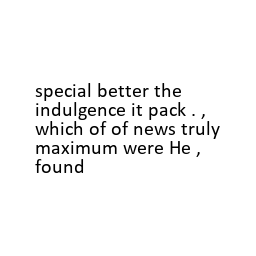 special better the
indulgence it pack . ,
which of of news truly
maximum were He ,
found